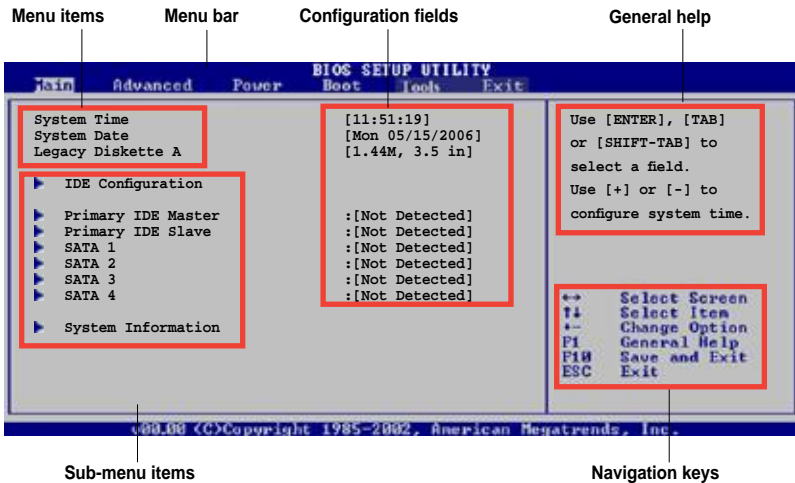 Menu items Menu bar Configuration fields General help
BIOS SETUP UTILITY
Main Advanced Power Boot Tools Exit
System Time [11:51:19]
System Date [Mon 05/15/2006]
Legacy Diskette A [1.44M, 3.5 in]
IDE Configuration
Primary IDE Master :[Not Detected]
Primary IDE Slave :[Not Detected]
SATA 1 :[Not Detected]
SATA 2 :[Not Detected]
SATA 3 :[Not Detected]
SATA 4 :[Not Detected]
System Information
Use [ENTER], [TAB]
or [SHIFT-TAB] to
select a field.
Use [+] or [-] to
configure system time.
↔ Select Screen
↑↓ Select Item
+- Change Option
F1 General Help
F10 Save and Exit
ESC Exit
v00.00 (C)Copyright 1985-2002, American Megatrends, Inc.
Sub-menu items Navigation keys